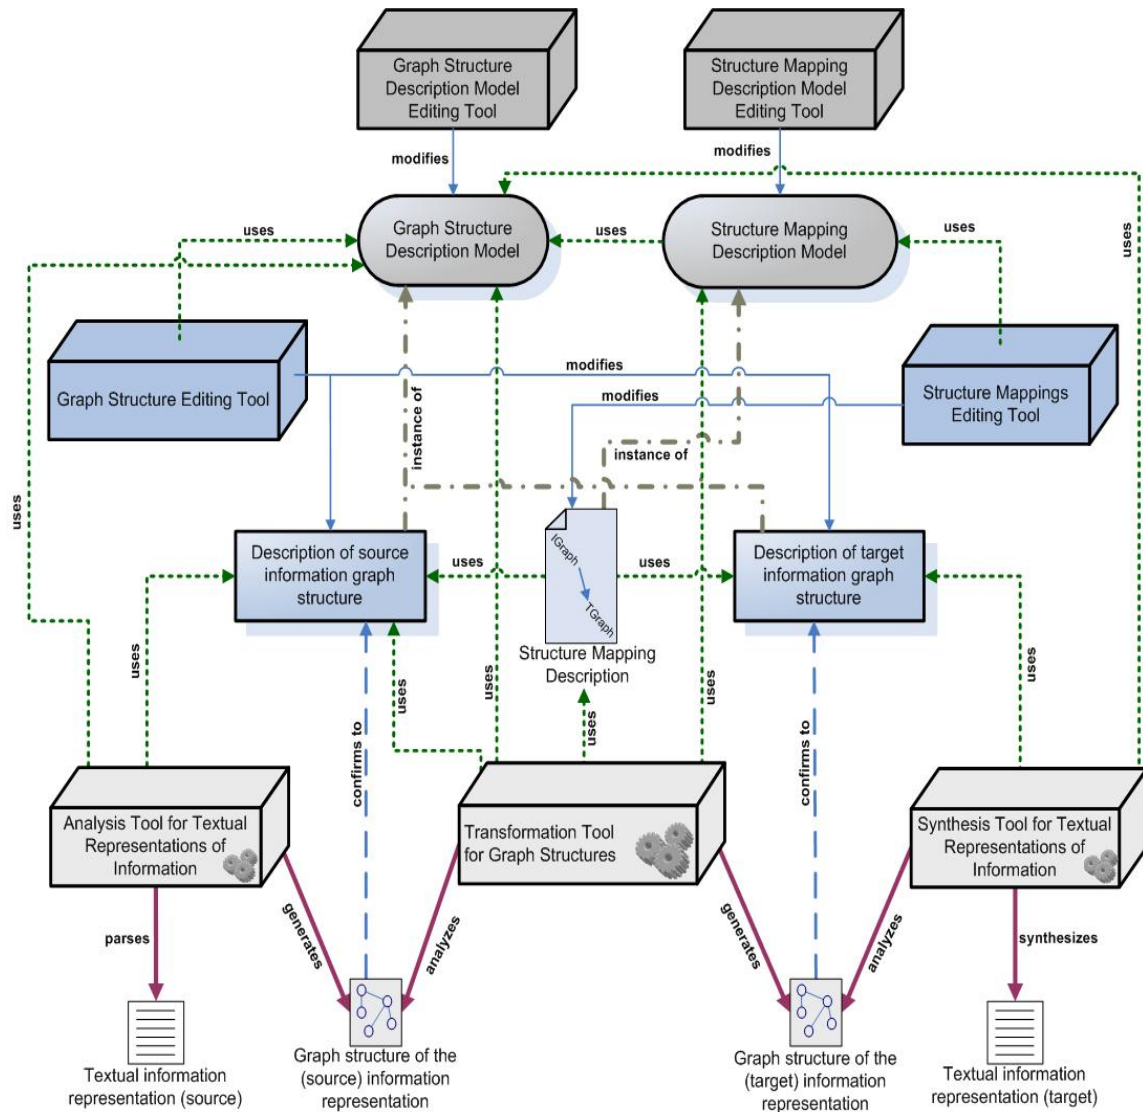 Graph Structure
Description Model
Editing Tool
Structure Mapping
Description Model
Editing Tool
modifies
modifies
Graph Structure
Description Model
Structure Mapping
Description Model
uses
uses
uses
uses
Graph Structure Editing Tool
modifies
modifies
Structure Mappings
Editing Tool
instance of
instance of
uses
Description of source
information graph
structure
uses
IGraph
TGraph
uses
Description of target
information graph
structure
Structure Mapping
Description
uses
uses
uses
uses
uses
uses
confirms to
confirms to
Analysis Tool for Textual
Representations of
Information
Transformation Tool
for Graph Structures
Synthesis Tool for Textual
Representations of
Information
parses
generates
analyzes
generates
analyzes
synthesizes
Textual information
representation (source)
Graph structure of the
(source) information
representation
Graph structure of the
(target) information
representation
Textual information
representation (target)